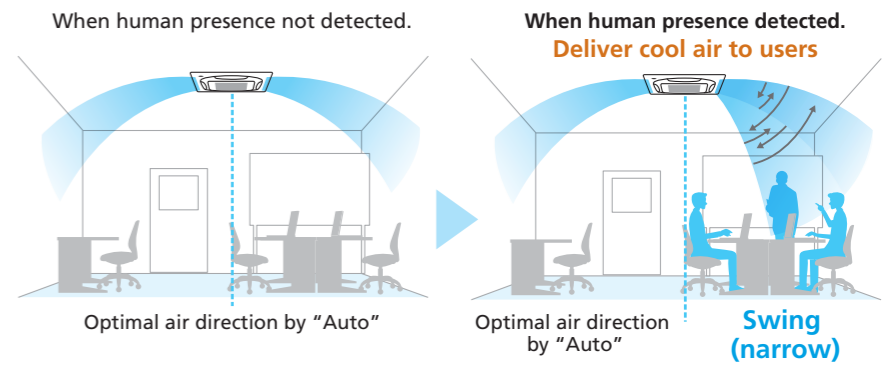 When human presence not detected.
When human presence detected.
Deliver cool air to users
Optimal air direction by “Auto”
Optimal air direction
by “Auto”
Swing
(narrow)